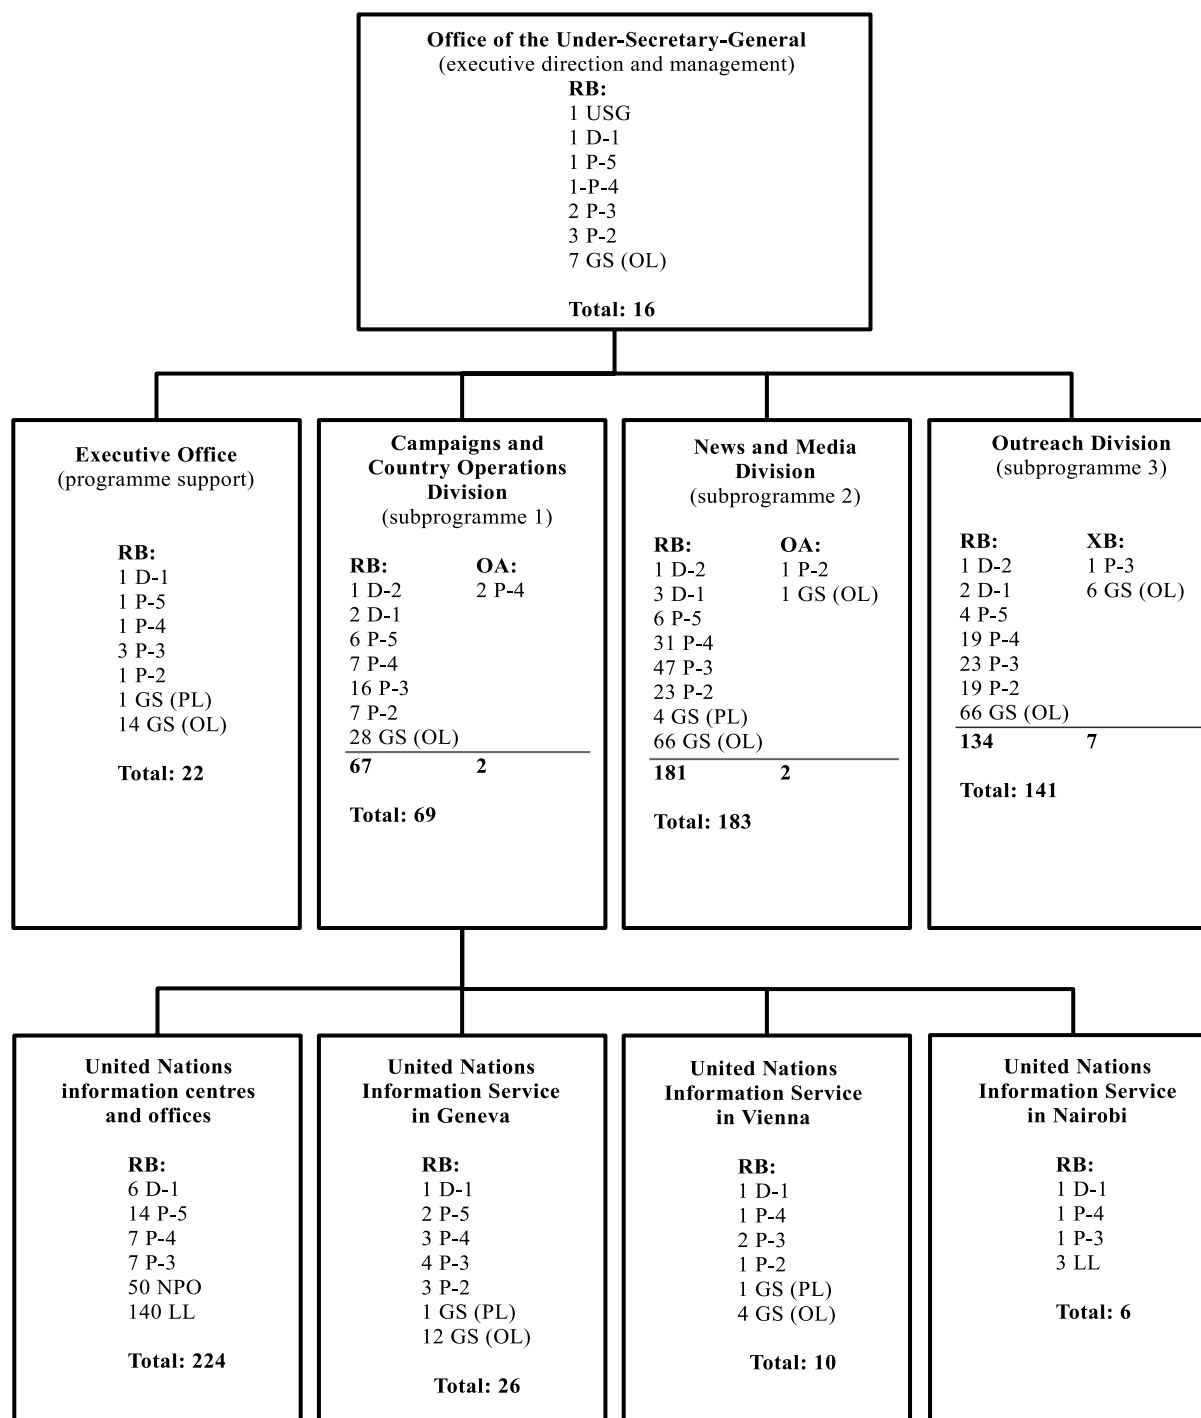 Office of the Under-Secretary-General
(executive direction and management)
RB:
1 USG
1 D-1
1 P-5
1-P-4
2 P-3
3 P-2
7 GS (OL)
Total: 16
Executive Office
(programme support)
RB:
1 D-1
1 P-5
1 P-4
3 P-3
1 P-2
1 GS (PL)
14 GS (OL)
Total: 22
Campaigns and
Country Operations
Division
(subprogramme 1)
RB: OA:
1 D-2 2 P-4
2 D-1
6 P-5
7 P-4
16 P-3
7 P-2
28 GS (OL)
67 2
Total: 69
News and Media
Division
(subprogramme 2)
RB: OA:
1 D-2 1 P-2
3 D-1 1 GS (OL)
6 P-5
31 P-4
47 P-3
23 P-2
4 GS (PL)
66 GS (OL)
181 2
Total: 183
Outreach Division
(subprogramme 3)
RB: XB:
1 D-2 1 P-3
2 D-1 6 GS (OL)
4 P-5
19 P-4
23 P-3
19 P-2
66 GS (OL)
134 7
Total: 141
United Nations
information centres
and offices
RB:
6 D-1
14 P-5
7 P-4
7 P-3
50 NPO
140 LL
Total: 224
United Nations
Information Service
in Geneva
RB:
1 D-1
2 P-5
3 P-4
4 P-3
3 P-2
1 GS (PL)
12 GS (OL)
Total: 26
United Nations
Information Service
in Vienna
RB:
1 D-1
1 P-4
2 P-3
1 P-2
1 GS (PL)
4 GS (OL)
Total: 10
United Nations
Information Service
in Nairobi
RB:
1 D-1
1 P-4
1 P-3
3 LL
Total: 6